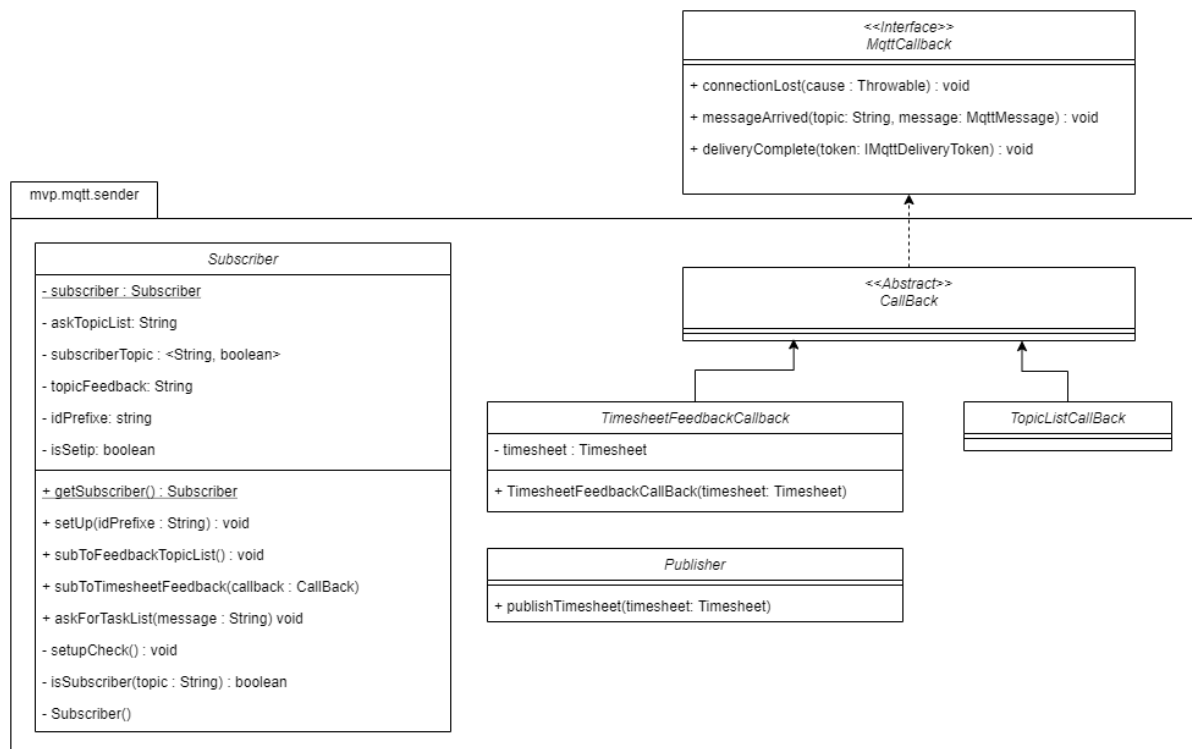 <<Interface>>
MqttCallback
+ connectionLost(cause : Throwable) : void
+ messageArrived(topic: String, message: MqttMessage) : void
+ deliveryComplete(token: IMqttDeliveryToken) : void
mvp.mqtt.sender
Subscriber
- subscriber : Subscriber
- askTopicList: String
- subscriberTopic : <String, boolean>
- topicFeedback: String
- idPrefixe: string
- isSetip: boolean
+ getSubscriber() : Subscriber
+ setUp(idPrefixe : String) : void
+ subToFeedbackTopicList() : void
+ subToTimesheetFeedback(callback : CallBack)
+ askForTaskList(message : String) void
- setupCheck() : void
- isSubscriber(topic : String) : boolean
- Subscriber()
<<Abstract>>
CallBack
TimesheetFeedbackCallback
- timesheet : Timesheet
+ TimesheetFeedbackCallBack(timesheet: Timesheet)
TopicListCallBack
Publisher
+ publishTimesheet(timesheet: Timesheet)